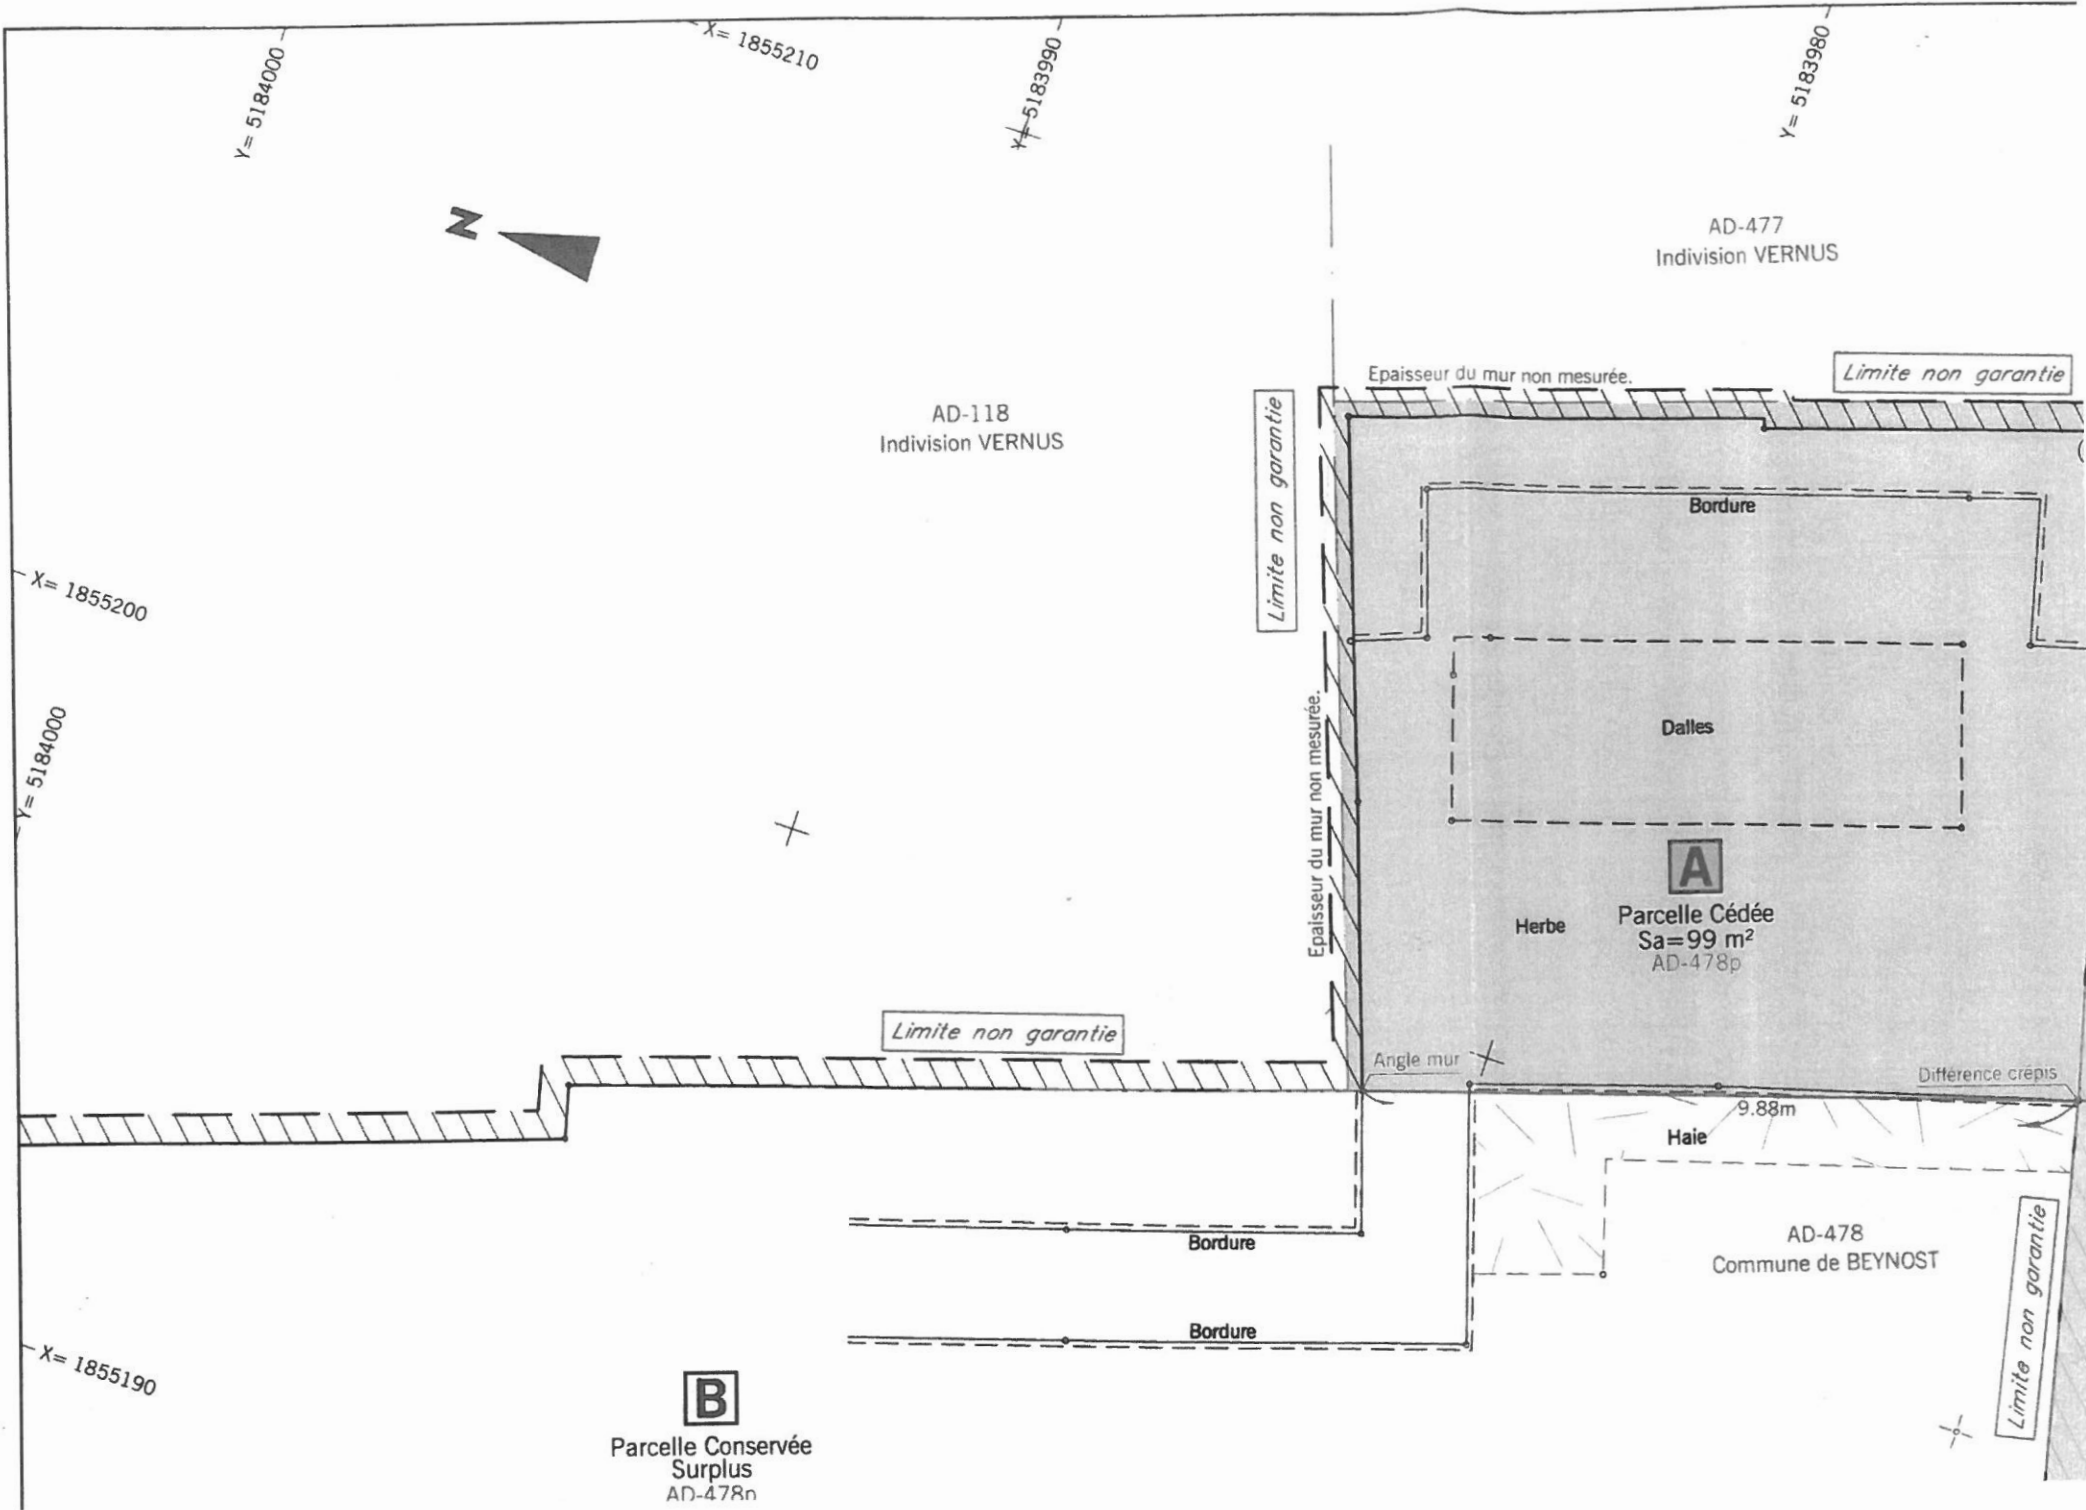 Y= 5184000
X= 1855210
Y= 5183990
Y= 5183980
N
AD-477
Indivision VERNUS
Epaisseur du mur non mesurée.
Limite non garantie
AD-118
Indivision VERNUS
Limite non garantie
Bordure
X= 1855200
Y= 5184000
Epaisseur du mur non mesurée.
Dalles
A
Parcelle Cédée
Sa=99 m²
AD-478p
Herbe
Limite non garantie
Angle mur
Différence crépis
9.88m
Haie
AD-478
Commune de BEYNOST
Limite non garantie
Bordure
Bordure
X= 1855190
B
Parcelle Conservée
Surplus
AD-478p